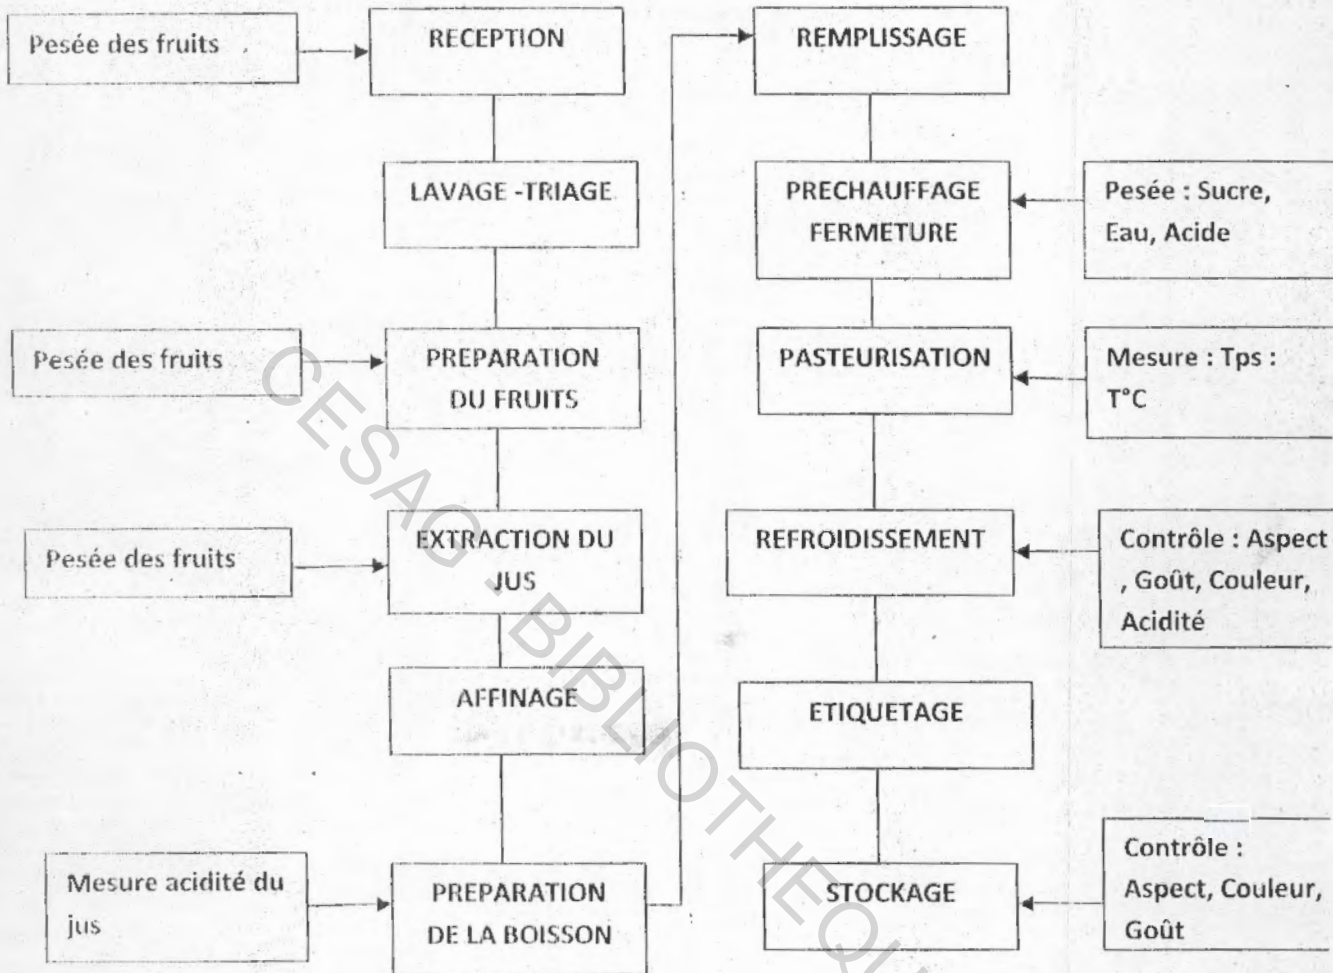 Pesée des fruits
RECEPTION
LAVAGE -TRIAGE
Pesée des fruits
PREPARATION
DU FRUITS
Pesée des fruits
EXTRACTION DU
JUS
AFFINAGE
Mesure acidité du
jus
PREPARATION
DE LA BOISSON
REMPLISSAGE
PRECHAUFFAGE
FERMETURE
Pesée : Sucre,
Eau, Acide
PASTEURISATION
Mesure : Tps :
T°C
REFROIDISSEMENT
Contrôle : Aspect
, Goût, Couleur,
Acidité
ETIQUETAGE
STOCKAGE
Contrôle :
Aspect, Couleur,
Goût
CESAG - BIBLIOTHEQU